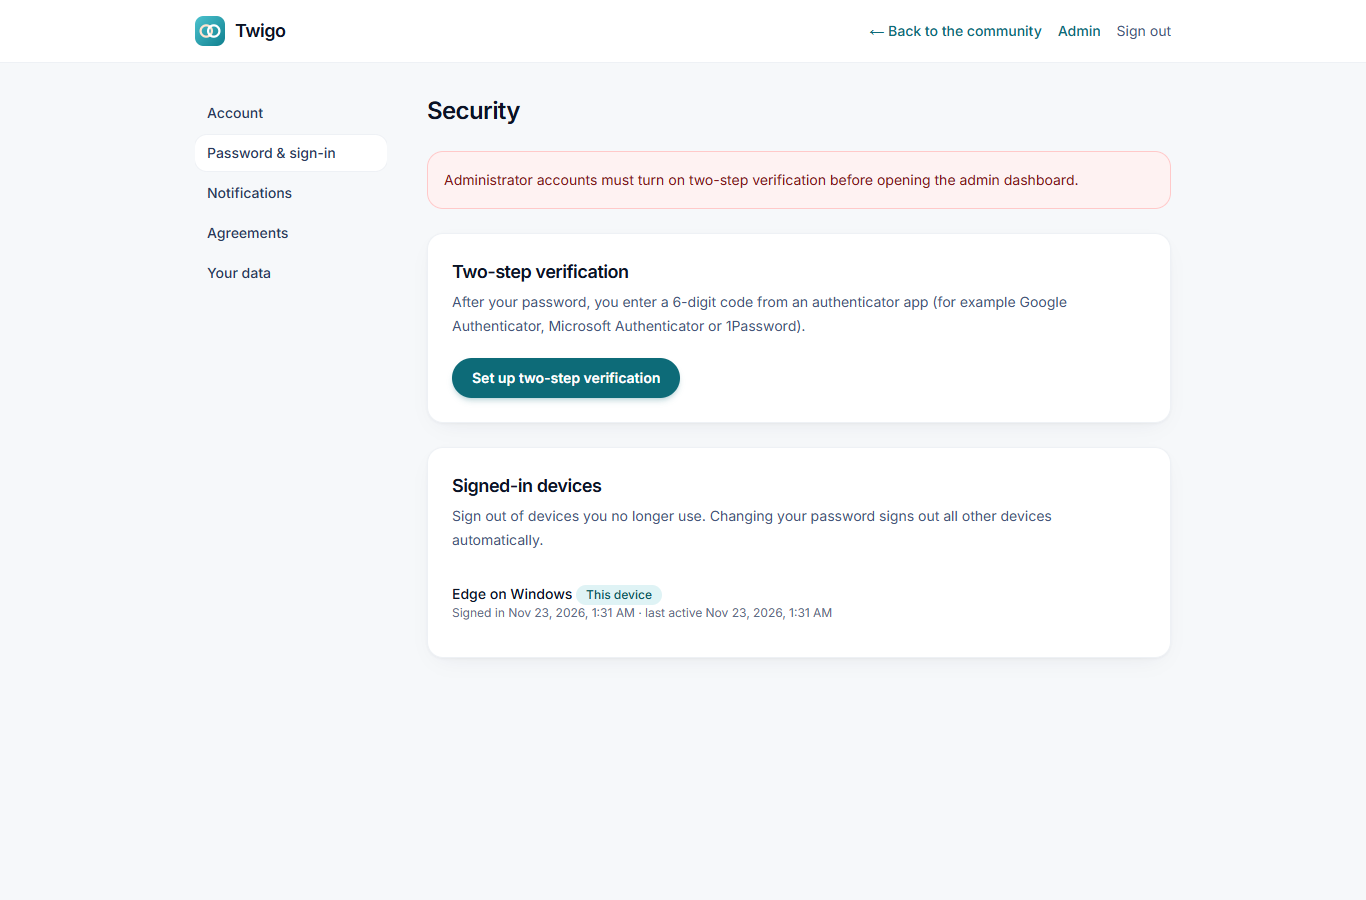 Twigo
← Back to the community
Admin
Sign out
Account
Password & sign-in
Notifications
Agreements
Your data
Security
Administrator accounts must turn on two-step verification before opening the admin dashboard.
Two-step verification
After your password, you enter a 6-digit code from an authenticator app (for example Google
Authenticator, Microsoft Authenticator or 1Password).
Set up two-step verification
Signed-in devices
Sign out of devices you no longer use. Changing your password signs out all other devices
automatically.
Edge on Windows This device
Signed in Nov 23, 2026, 1:31 AM · last active Nov 23, 2026, 1:31 AM